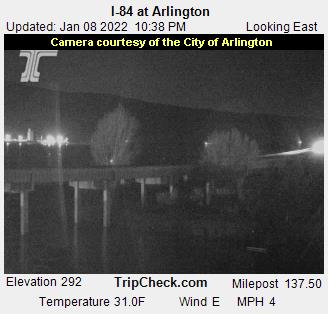 I-84 at Arlington
Updated: Jan 08 2022 10:38 PM Looking East
Camera courtesy of the City of Arlington
Elevation 292 TripCheck.com Milepost 137.50
Temperature 31.0F Wind E MPH 4